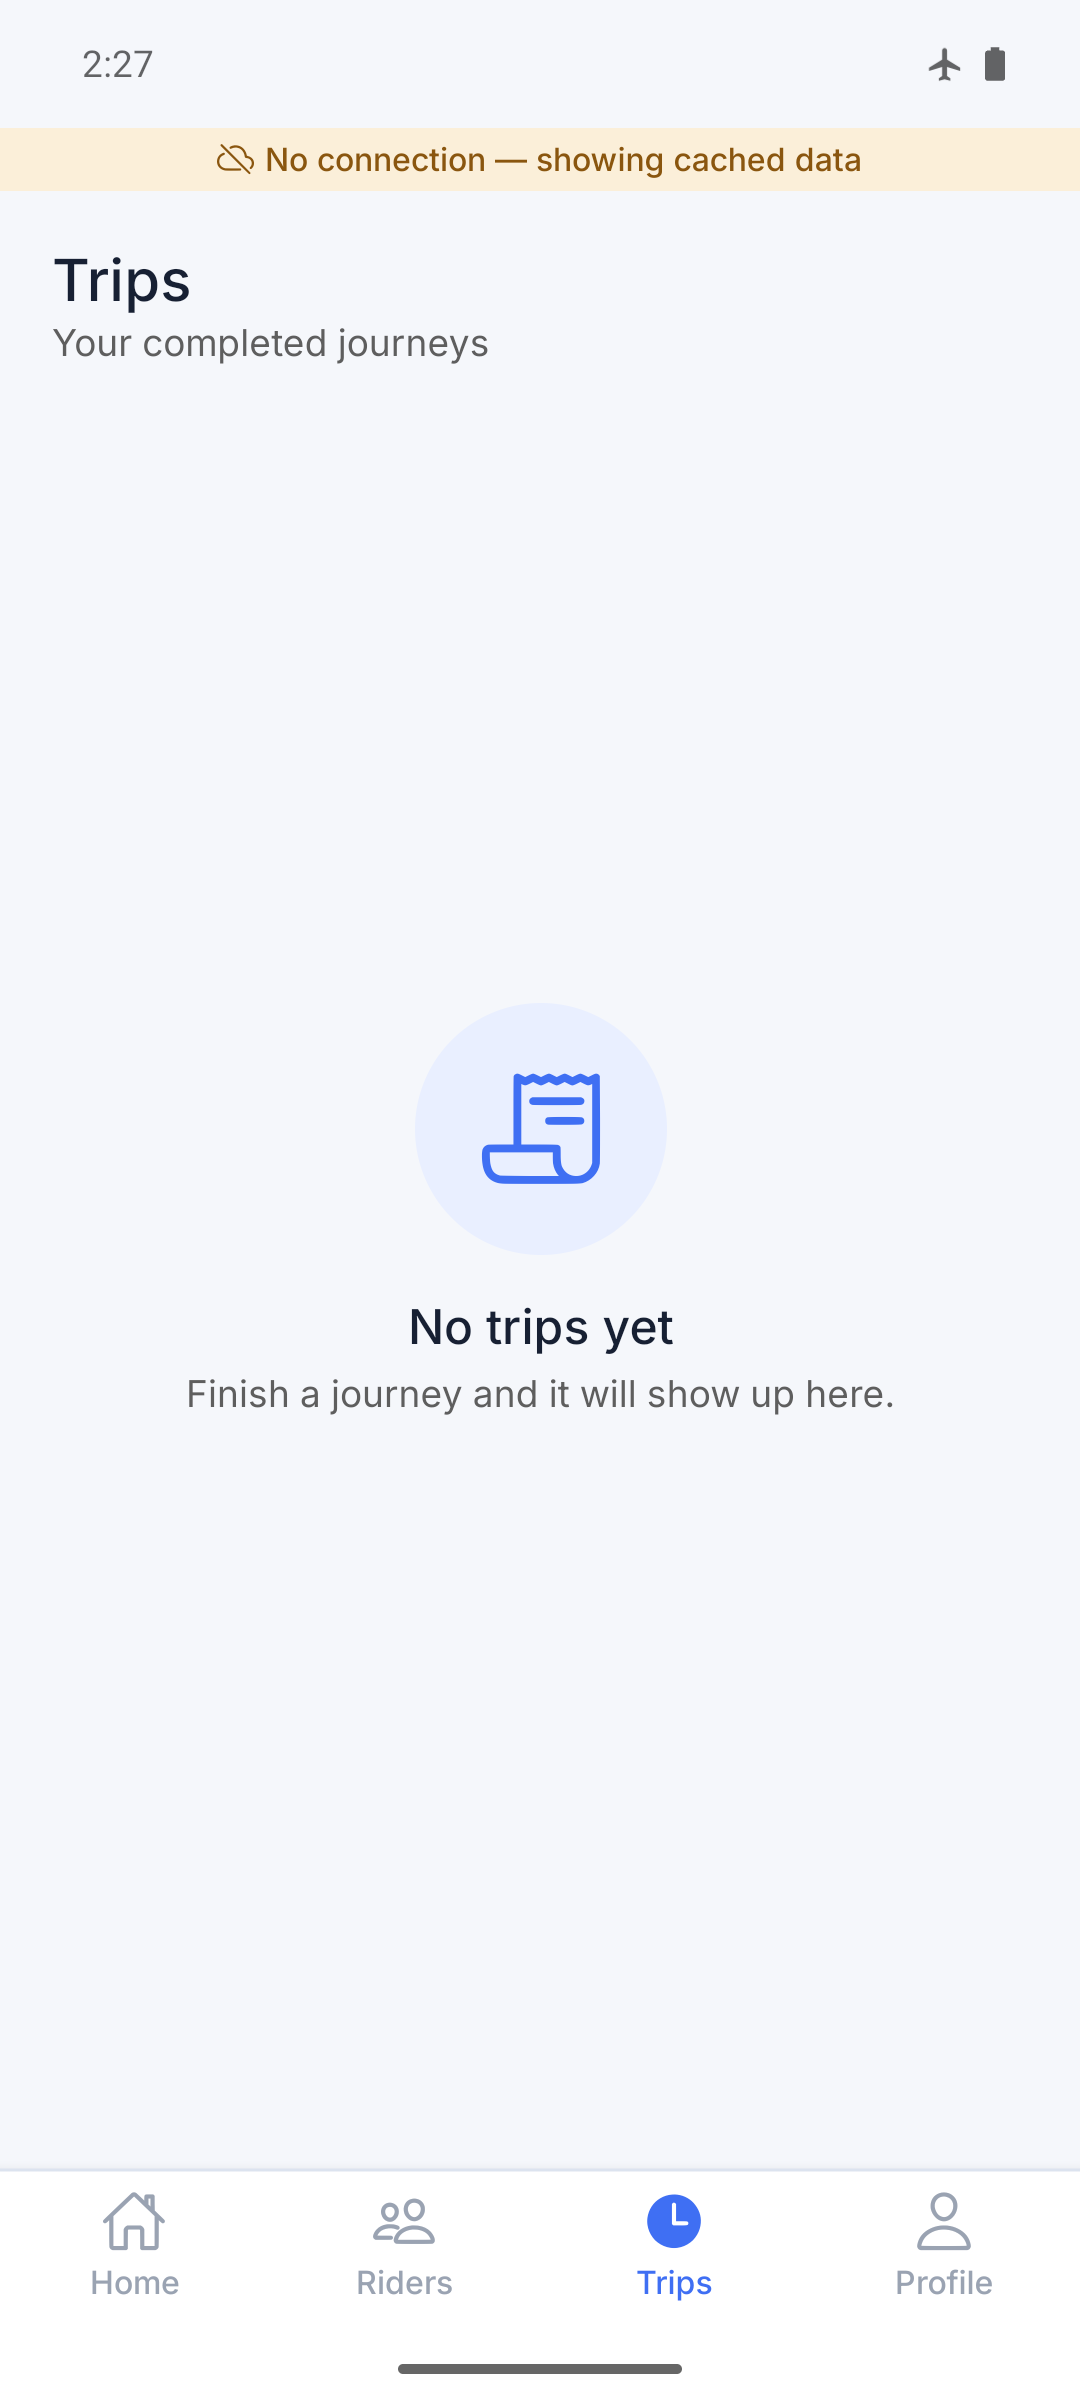 2:27
No connection — showing cached data
Trips
Your completed journeys
No trips yet
Finish a journey and it will show up here.
Home
Riders
Trips
Profile